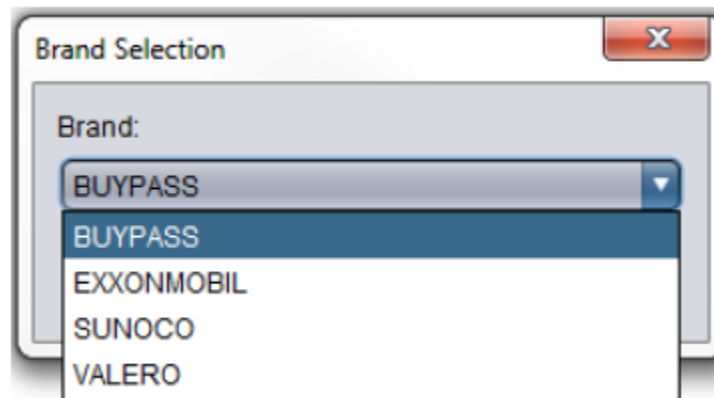 Brand Selection
Brand:
BUYPASS
BUYPASS
EXXONMOBIL
SUNOCO
VALERO